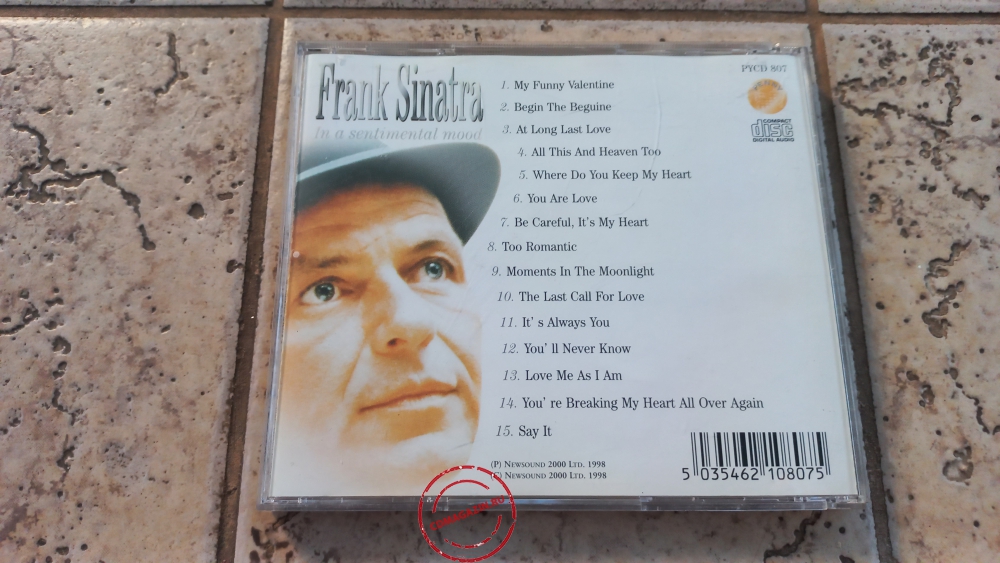 Frank Sinatra
in a sentimental mood
PYCD 807
COMPACT
disc
DIGITAL AUDIO
1. My Funny Valentine
2. Begin The Beguine
3. At Long Last Love
4. All This And Heaven Too
5. Where Do You Keep My Heart
6. You Are Love
7. Be Careful, It's My Heart
8. Too Romantic
9. Moments In The Moonlight
10. The Last Call For Love
11. It' s Always You
12. You' ll Never Know
13. Love Me As I Am
14. You' re Breaking My Heart All Over Again
15. Say It
(P) Newsound 2000 Ltd. 1998
(C) Newsound 2000 Ltd. 1998
5 035462 108075